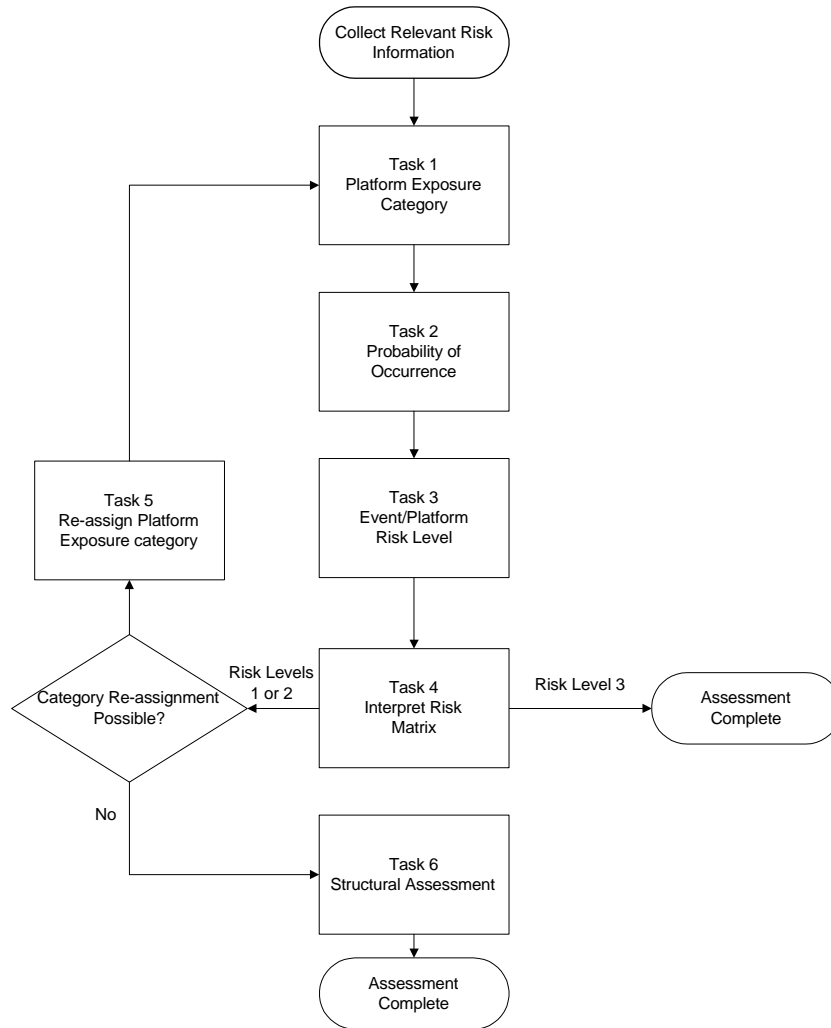 Collect Relevant Risk
Information
Task 1
Platform Exposure
Category
Task 2
Probability of
Occurrence
Task 3
Event/Platform
Risk Level
Task 5
Re-assign Platform
Exposure category
Category Re-assignment
Possible?
Risk Levels
1 or 2
Task 4
Interpret Risk
Matrix
Risk Level 3
Assessment
Complete
No
Task 6
Structural Assessment
Assessment
Complete